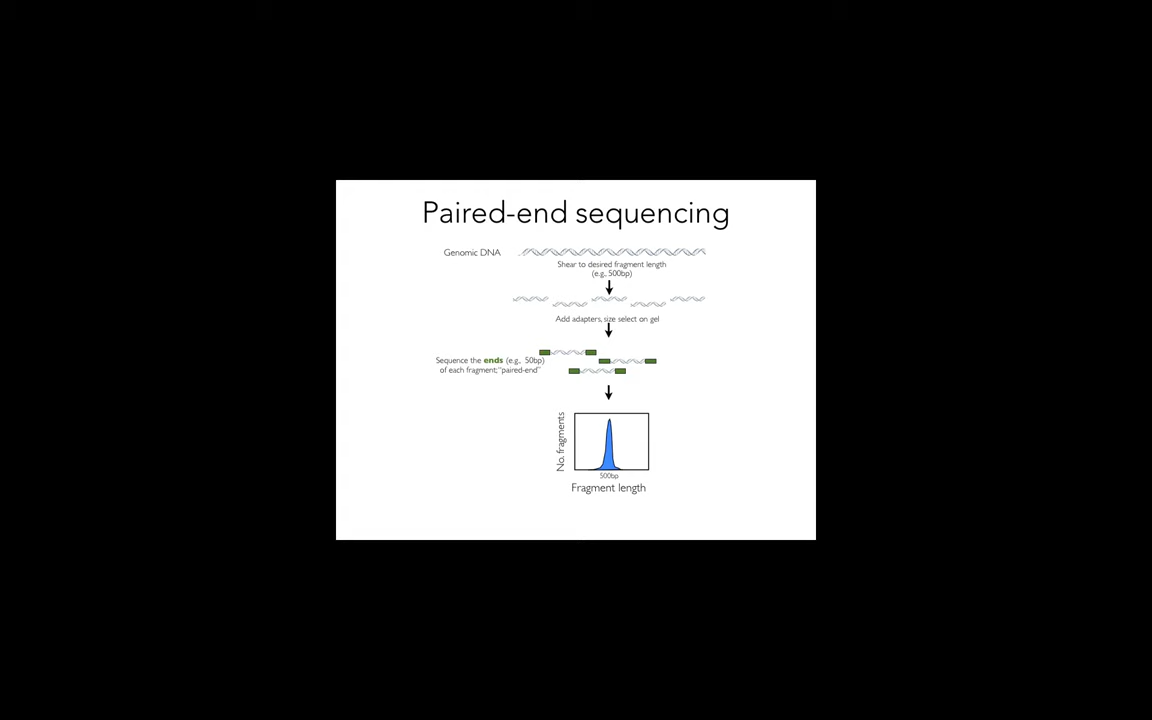 Paired-end sequencing
Genomic DNA
Shear to desired fragment length
(e.g., 500bp)
Add adapters, size select on gel
Sequence the ends (e.g., 50bp)
of each fragment; "paired-end"
No. fragments
500bp
Fragment length